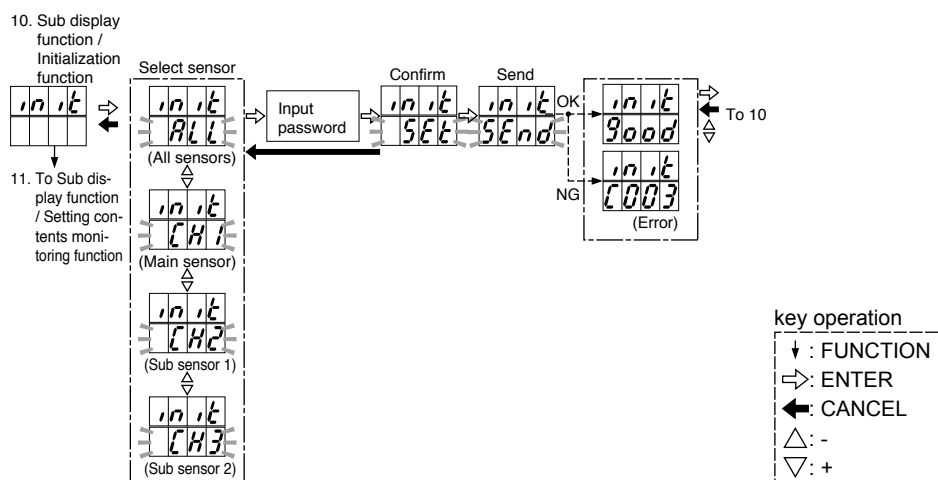 10. Sub display
function /
Initialization
function
init
11. To Sub dis-
play function
/ Setting con-
tents moni-
toring function
Select sensor
init
ALL
(All sensors)
init
CH1
(Main sensor)
init
CH2
(Sub sensor 1)
init
CH3
(Sub sensor 2)
Input
password
Confirm
init
SEt
Send
init
SEnd
OK
NG
init
good
init
C003
(Error)
To 10
key operation
: FUNCTION
: ENTER
: CANCEL
: -
: +